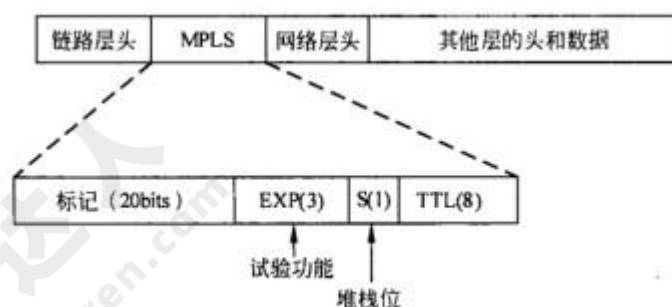 链路层头 MPLS 网络层头 其他层的头和数据
标记（20bits） EXP(3) S(1) TTL(8)
试验功能
堆栈位